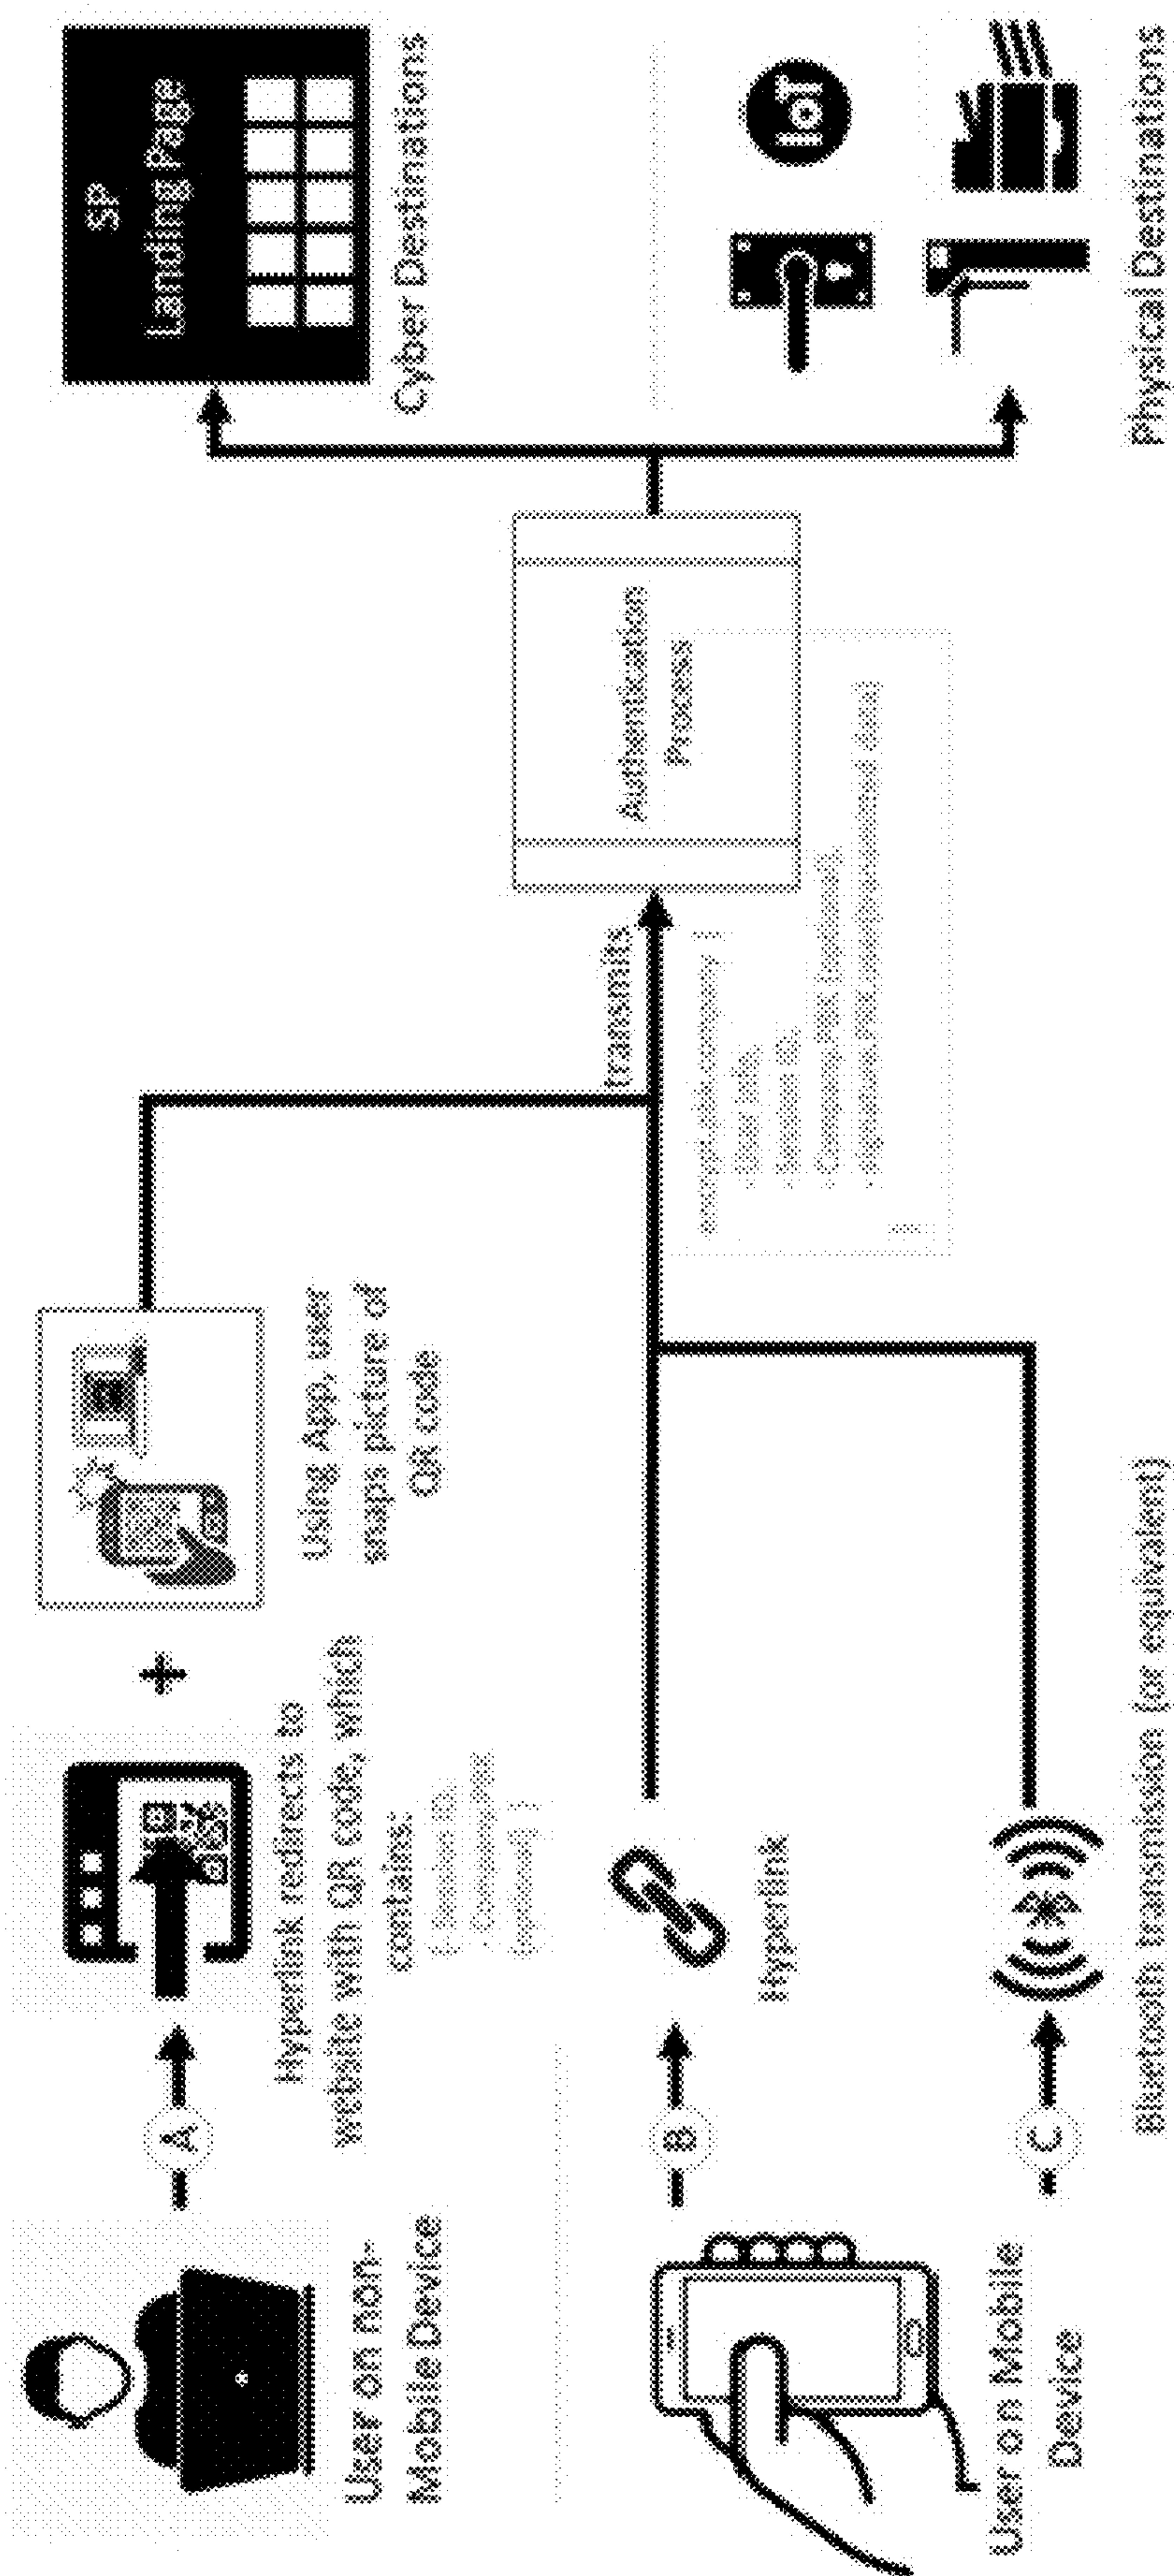 User on non-
Mobile Device
A
Hyperlink redirects to
website with QR code, which
contains:
+
Using App, user
snaps picture of
QR code
User on Mobile
Device
B
Hyperlink
C
Bluetooth transmission (or equivalent)
transmits
Authentication
Process
SP
Landing Page
Cyber Destinations
IoT
Physical Destinations